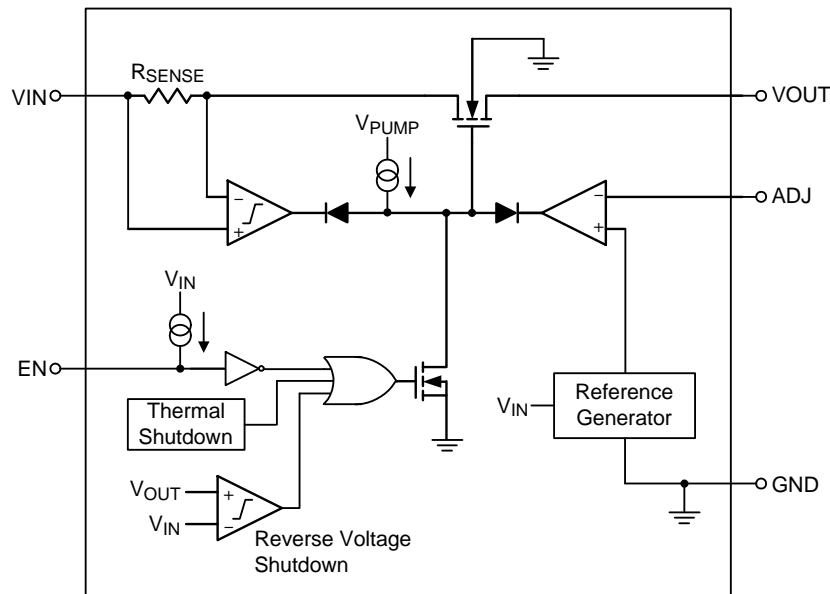 RSENSE
VIN
VOUT
VPUMP
ADJ
−
+
−
+
VIN
EN
Thermal
Shutdown
VIN
Reference
Generator
VOUT
+
VIN
−
GND
Reverse Voltage
Shutdown